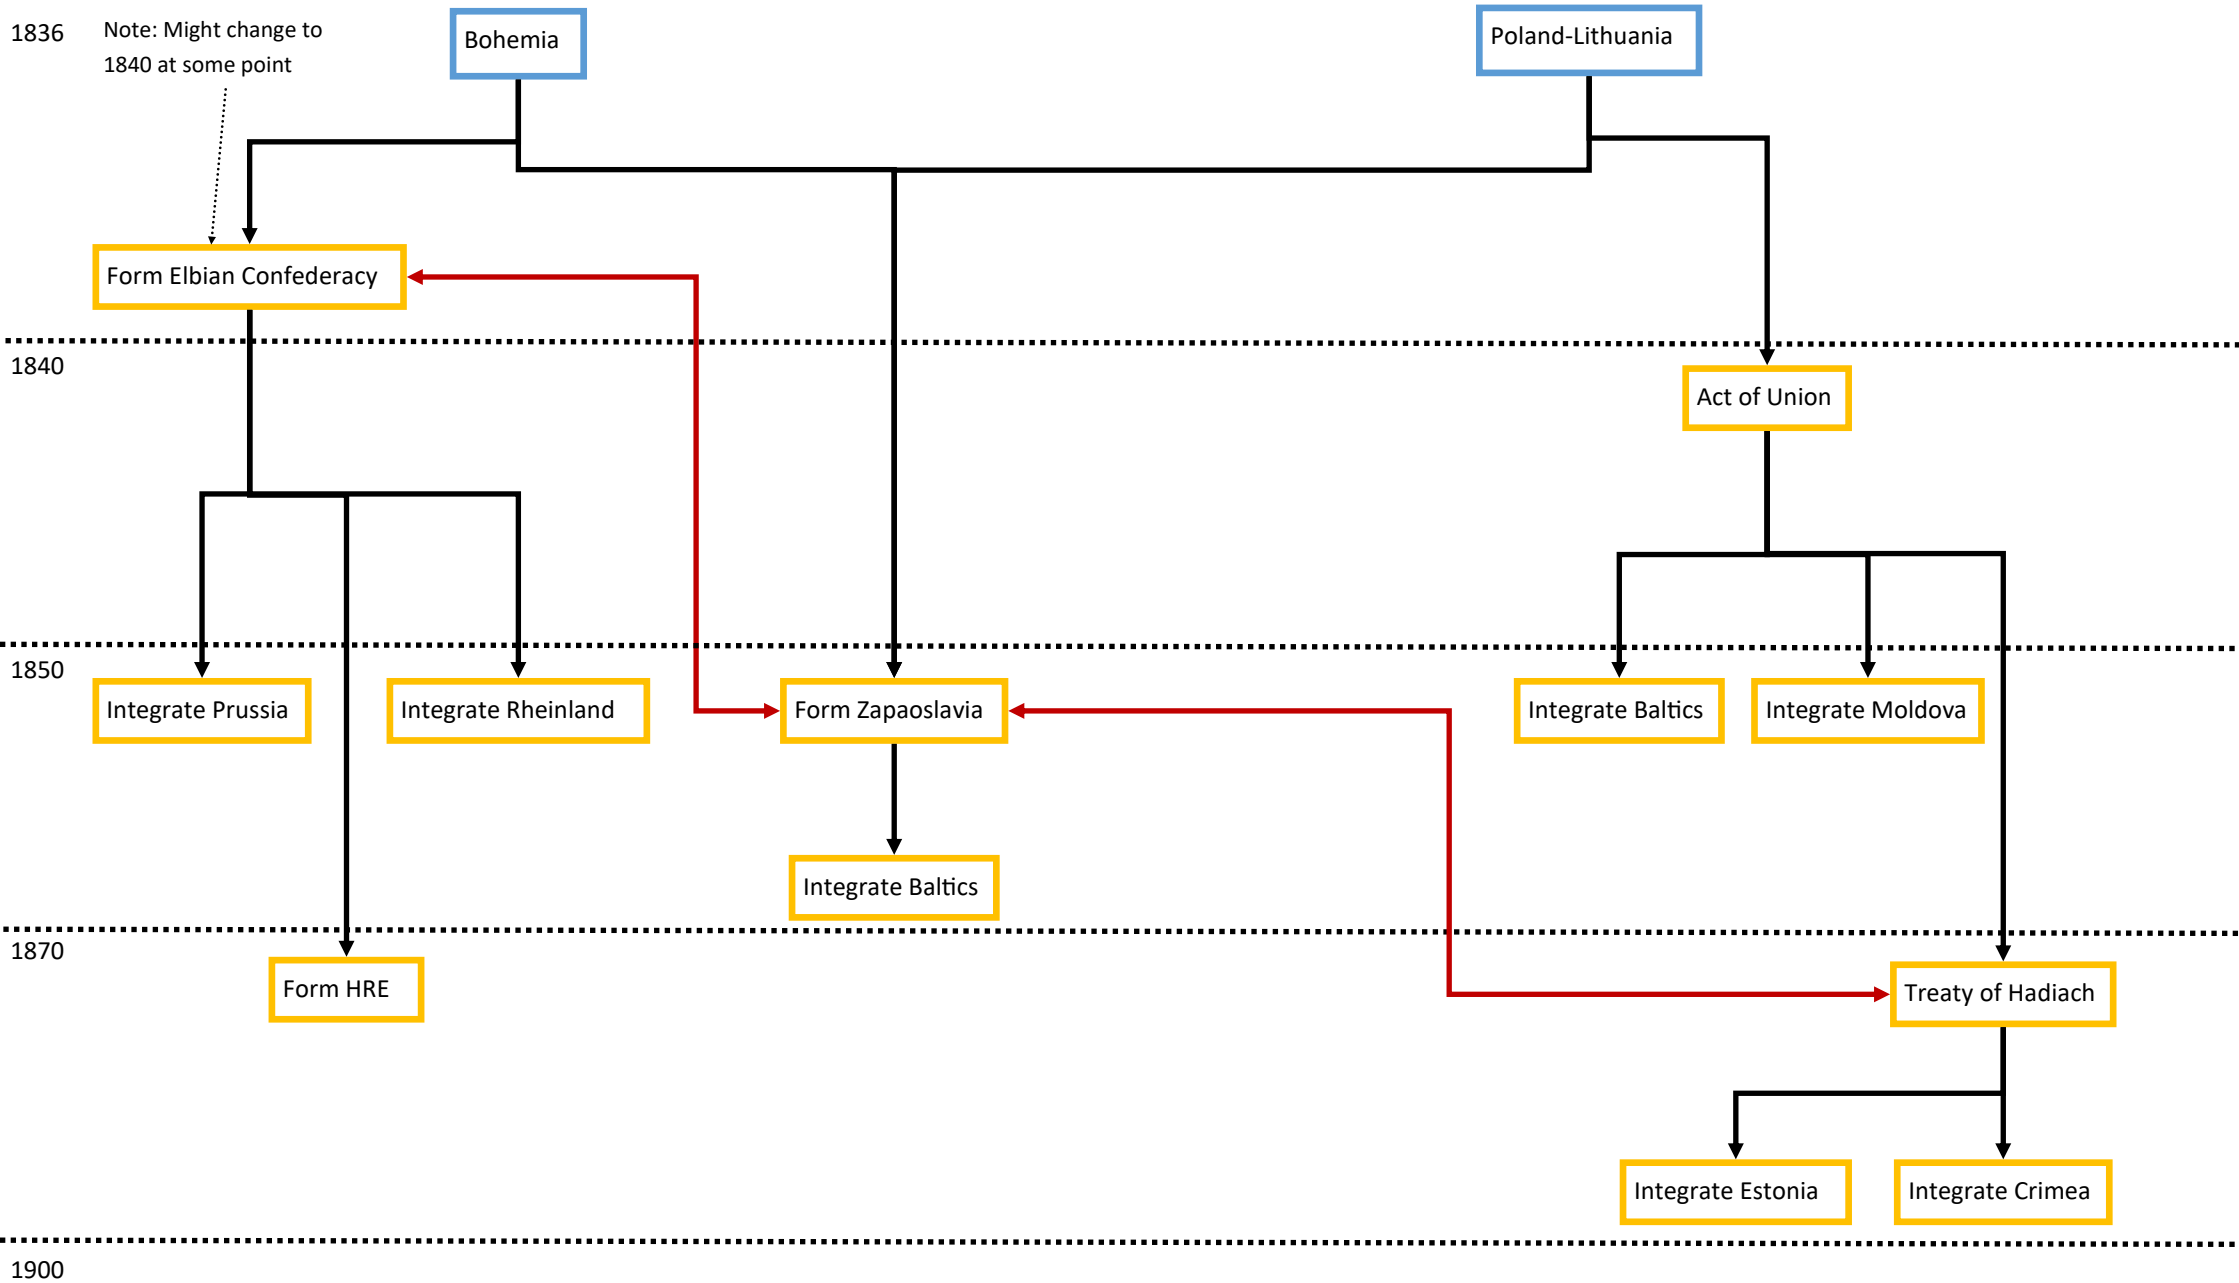 1836
Note: Might change to
1840 at some point
Bohemia
Poland-Lithuania
Form Elbian Confederacy
1840
Act of Union
1850
Integrate Prussia
Integrate Rheinland
Form Zapaoslavia
Integrate Baltics
Integrate Moldova
Integrate Baltics
1870
Form HRE
Treaty of Hadiach
Integrate Estonia
Integrate Crimea
1900